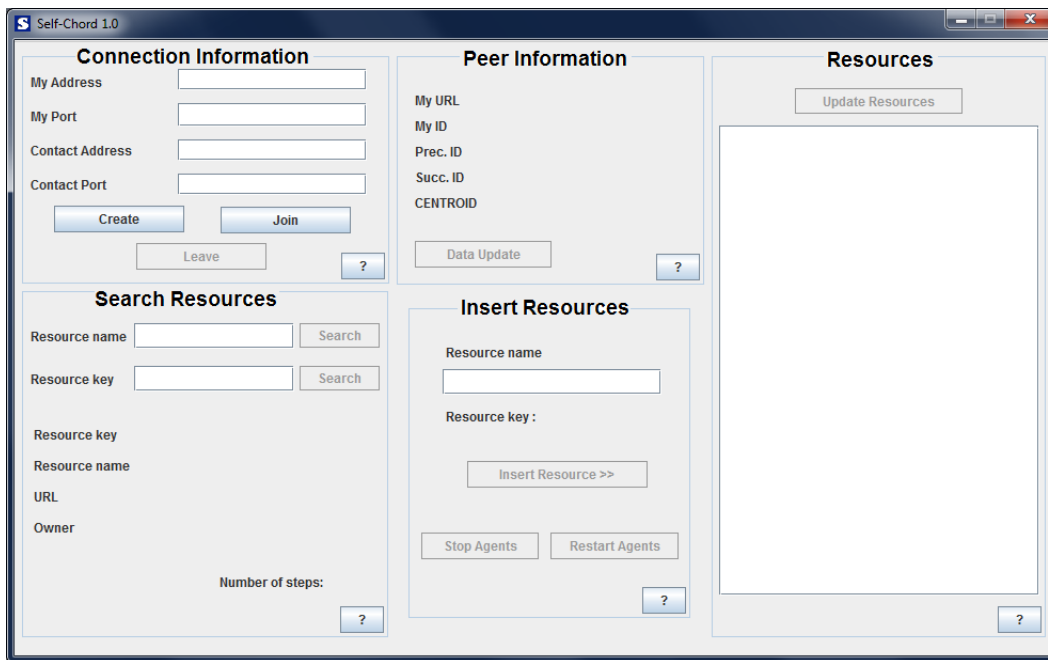 S Self-Chord 1.0
Connection Information
My Address
My Port
Contact Address
Contact Port
Create Join
Leave
?
Peer Information
My URL
My ID
Prec. ID
Succ. ID
CENTROID
Data Update
?
Resources
Update Resources
?
Search Resources
Resource name Search
Resource key Search
Resource key
Resource name
URL
Owner
Number of steps:
?
Insert Resources
Resource name
Resource key :
Insert Resource >>
Stop Agents Restart Agents
?